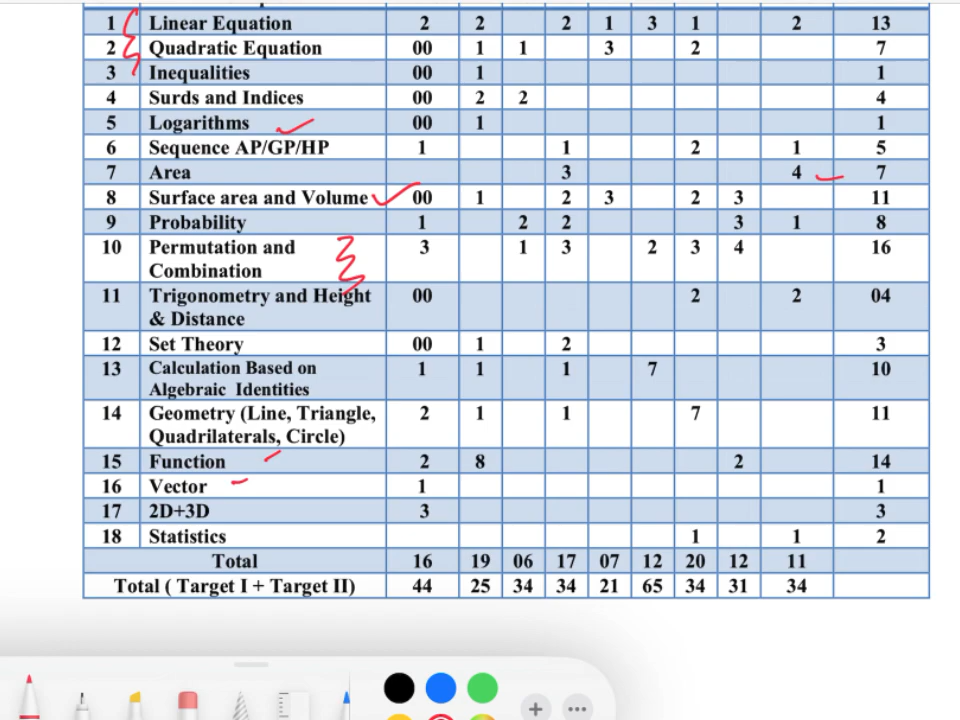 1 Linear Equation 2 2 2 1 3 1 2 13
2 Quadratic Equation 00 1 1 3 2 7
3 Inequalities 00 1 1
4 Surds and Indices 00 2 2 4
5 Logarithms 00 1 1
6 Sequence AP/GP/HP 1 1 2 1 5
7 Area 3 4 7
8 Surface area and Volume 00 1 2 3 2 3 11
9 Probability 1 2 2 3 1 8
10 Permutation and 3 1 3 2 3 4 16
Combination
11 Trigonometry and Height 00 2 2 04
& Distance
12 Set Theory 00 1 2 3
13 Calculation Based on 1 1 1 7 10
Algebraic Identities
14 Geometry (Line, Triangle, 2 1 1 7 11
Quadrilaterals, Circle)
15 Function 2 8 2 14
16 Vector 1 1
17 2D+3D 3 3
18 Statistics 1 1 2
Total 16 19 06 17 07 12 20 12 11
Total ( Target I + Target II) 44 25 34 34 21 65 34 31 34